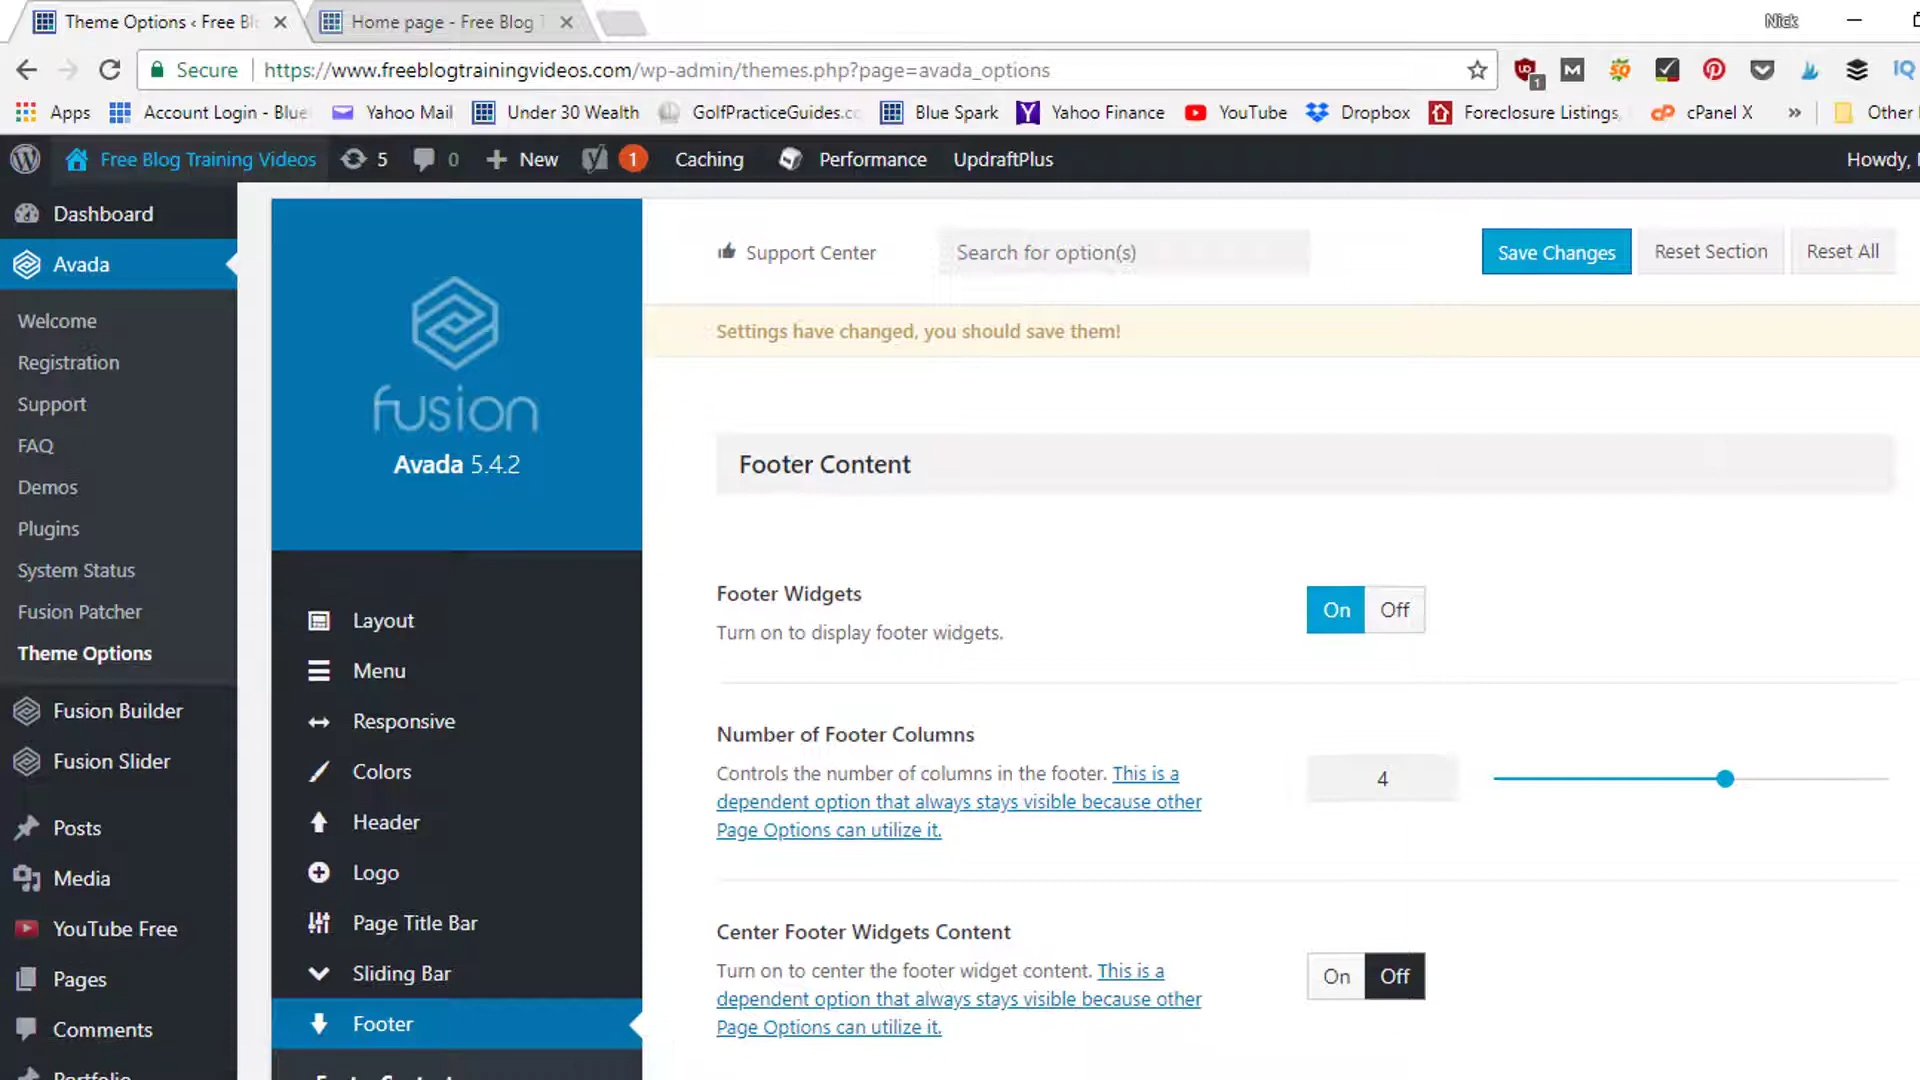 Theme Options ‹ Free Bl
Home page - Free Blog T
Nick
Secure
https://www.freeblogtrainingvideos.com/wp-admin/themes.php?page=avada_options
1
M
SQ
IQ
Apps
Account Login - Blue
Yahoo Mail
Under 30 Wealth
GolfPracticeGuides.cc
Blue Spark
Yahoo Finance
YouTube
Dropbox
Foreclosure Listings,
cP
cPanel X
»
Other
Free Blog Training Videos
5
0
New
1
Caching
Performance
UpdraftPlus
Howdy,
Dashboard
Avada
Welcome
Registration
Support
FAQ
Demos
Plugins
System Status
Fusion Patcher
Theme Options
Fusion Builder
Fusion Slider
Posts
Media
YouTube Free
Pages
Comments
Portfolio
fusion
Avada 5.4.2
Layout
Menu
Responsive
Colors
Header
Logo
Page Title Bar
Sliding Bar
Footer
Support Center
Search for option(s)
Save Changes
Reset Section
Reset All
Settings have changed, you should save them!
Footer Content
Footer Widgets
Turn on to display footer widgets.
On
Off
Number of Footer Columns
Controls the number of columns in the footer. This is a
dependent option that always stays visible because other
Page Options can utilize it.
4
Center Footer Widgets Content
Turn on to center the footer widget content. This is a
dependent option that always stays visible because other
Page Options can utilize it.
On
Off